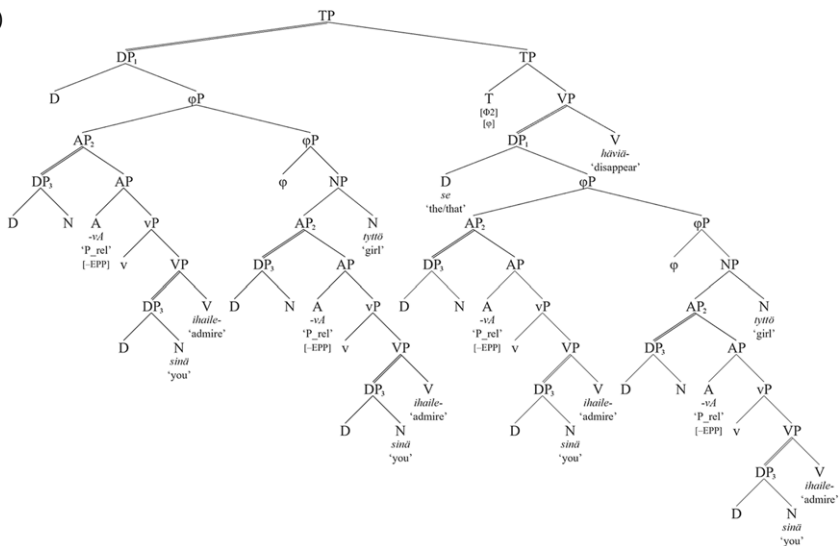 )
TP
DP₁ TP
D φP T VP
[Φ2]
[φ]
AP₂ φP DP₁ V
häviä-
‘disappear’
DP₃ AP φ NP D φP
se
‘the/that’
D N A vP AP₂ N AP₂ φP
-vA tyttö
‘P_rel’ ‘girl’
[–EPP]
v VP DP₃ AP DP₃ AP φ NP
DP₃ V D N A vP D N A vP AP₂ N
ihaile- -vA -vA tyttö
‘admire’ ‘P_rel’ ‘P_rel’ ‘girl’
[–EPP] [–EPP]
D N v VP v VP DP₃ AP
sinä
‘you’
DP₃ V DP₃ V D N A vP
ihaile- ihaile- -vA
‘admire’ ‘admire’ ‘P_rel’
[–EPP]
D N D N v VP
sinä sinä
‘you’ ‘you’
DP₃ V
ihaile-
‘admire’
D N
sinä
‘you’